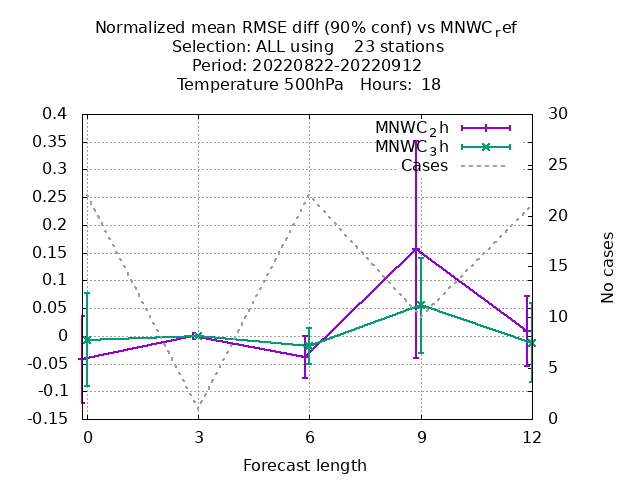 Normalized mean RMSE diff (90% conf) vs MNWC_ref
Selection: ALL using 23 stations
Period: 20220822-20220912
Temperature 500hPa Hours: 18
0.4
0.35
0.3
0.25
0.2
0.15
0.1
0.05
0
-0.05
-0.1
-0.15
30
25
20
15
10
5
0
MNWC_2h
MNWC_3h
Cases
No cases
0 3 6 9 12
Forecast length